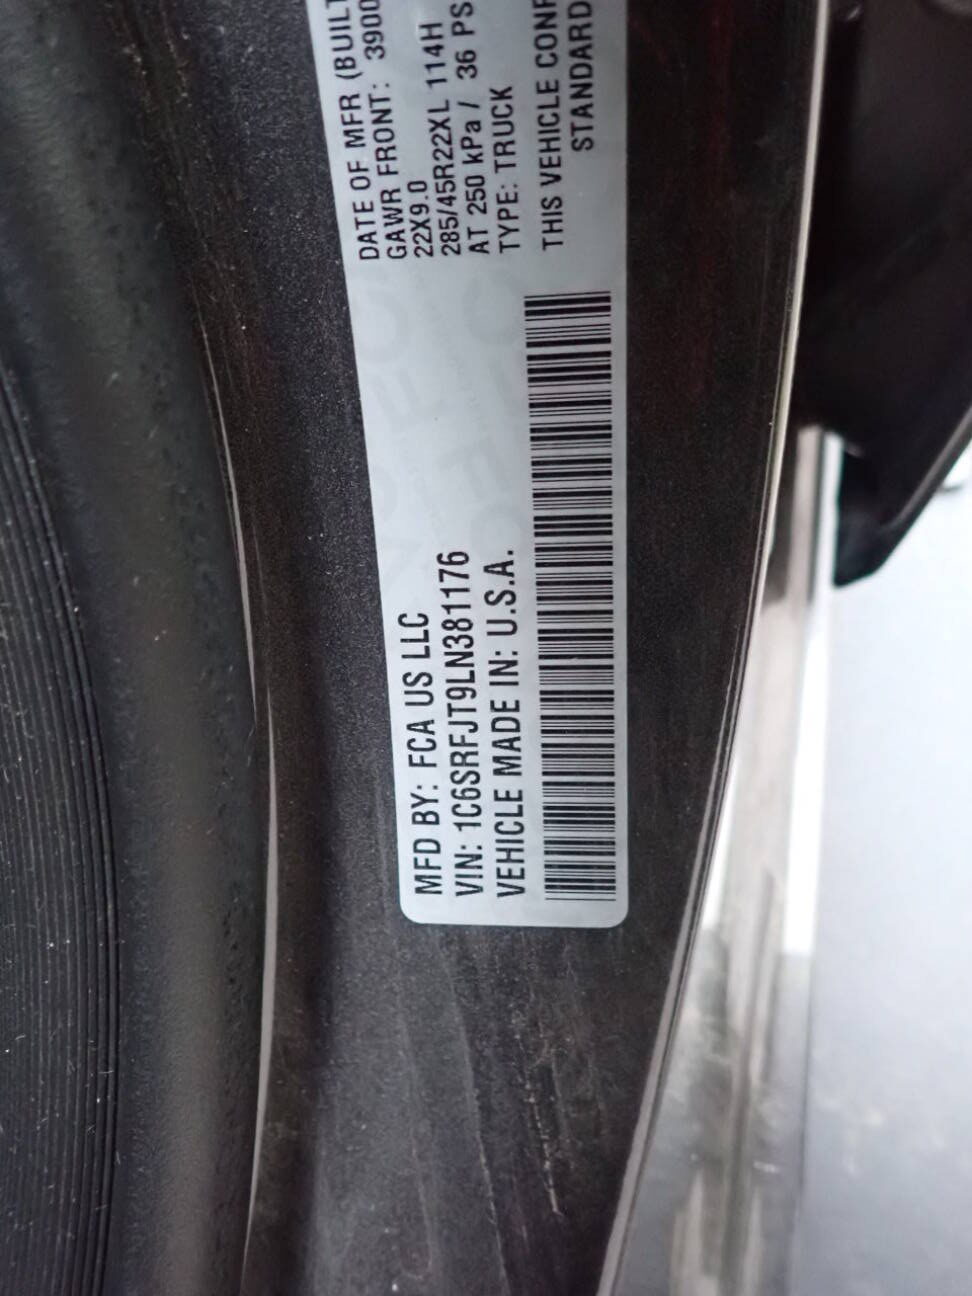 MFD BY: FCA US LLC
VIN: 1C6SRFJT9LN381176
VEHICLE MADE IN: U.S.A.
DATE OF MFR (BUILT
GAWR FRONT: 3900
22X9.0
285/45R22XL 114H
AT 250 kPa / 36 PS
TYPE: TRUCK
THIS VEHICLE CONF
STANDARD